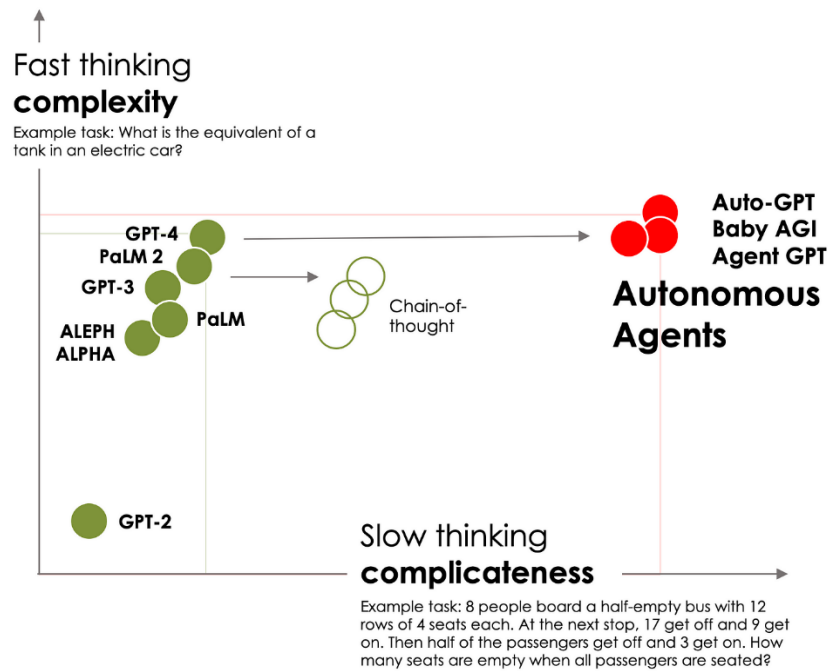 Fast thinking
complexity
Example task: What is the equivalent of a
tank in an electric car?
GPT-4
PaLM 2
GPT-3
PaLM
ALEPH
ALPHA
GPT-2
Chain-of-
thought
Auto-GPT
Baby AGI
Agent GPT
Autonomous
Agents
Slow thinking
complicateness
Example task: 8 people board a half-empty bus with 12
rows of 4 seats each. At the next stop, 17 get off and 9 get
on. Then half of the passengers get off and 3 get on. How
many seats are empty when all passengers are seated?